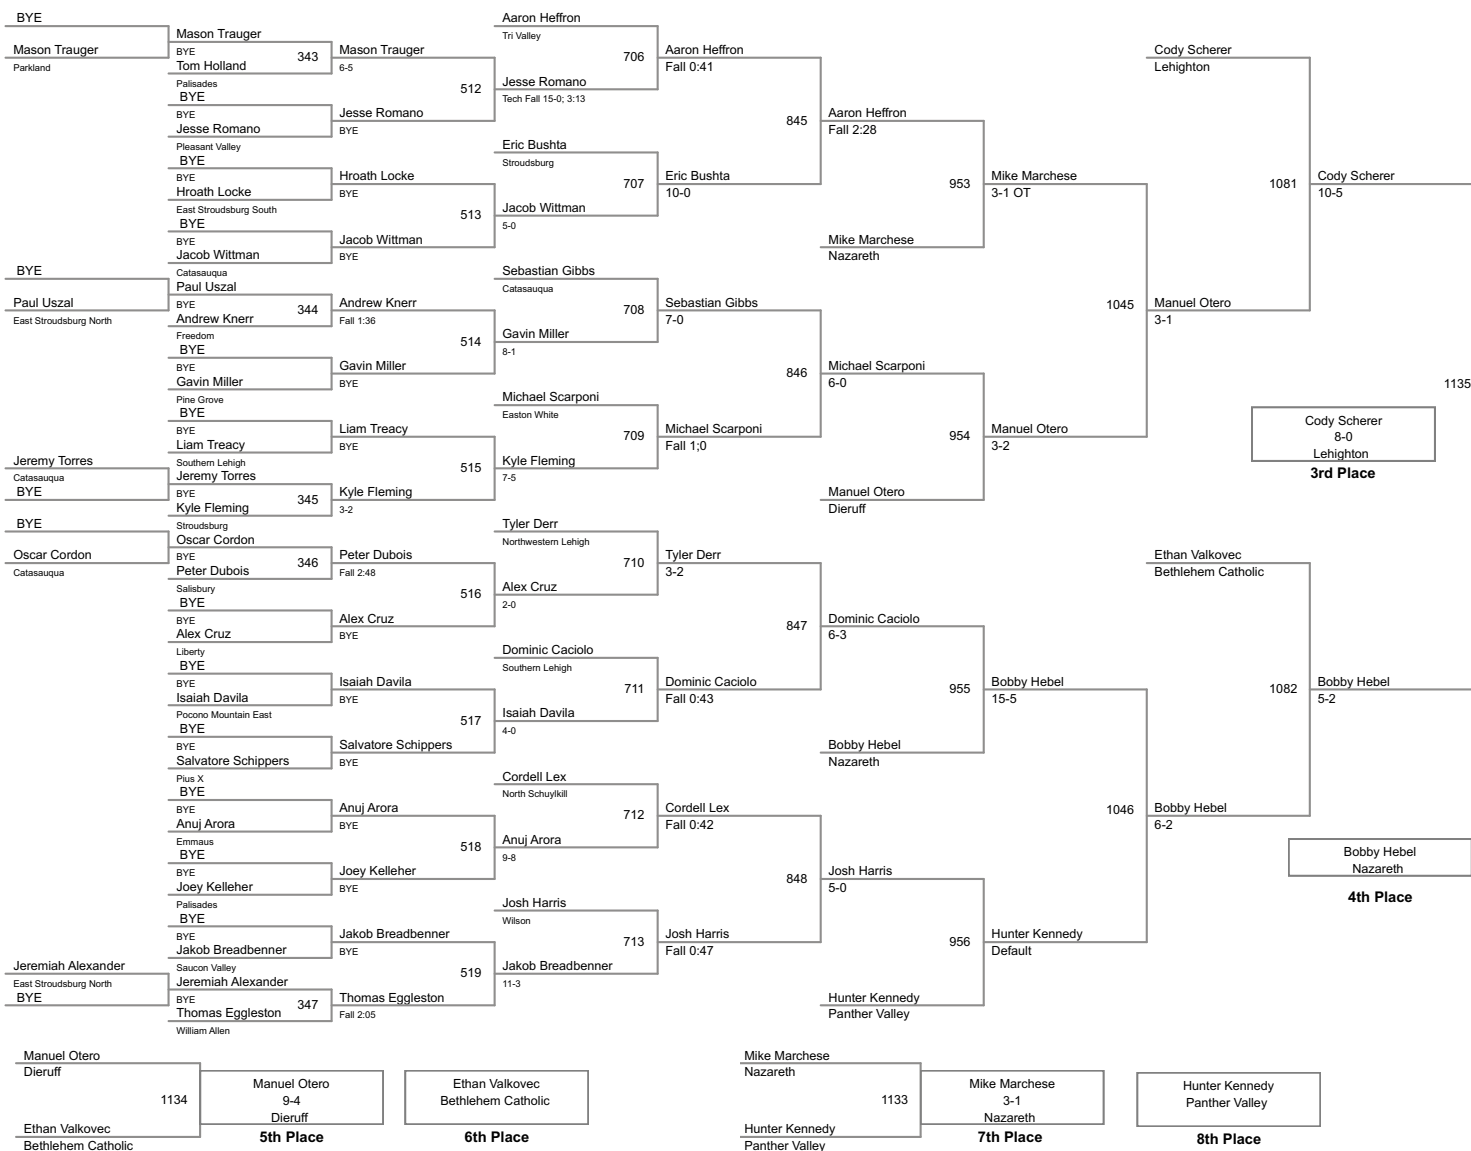 BYE
Mason Trauger
Parkland
BYE
Paul Uszal
East Stroudsburg North
Jeremy Torres
Catasauqua
BYE
BYE
Oscar Cordon
Catasauqua
Jeremiah Alexander
East Stroudsburg North
BYE
Mason Trauger
BYE
343
Tom Holland
Palisades
BYE
BYE
Jesse Romano
Pleasant Valley
BYE
BYE
Hroath Locke
East Stroudsburg South
BYE
BYE
Jacob Wittman
Catasauqua
Paul Uszal
BYE
344
Andrew Knerr
Freedom
BYE
BYE
Gavin Miller
Pine Grove
BYE
BYE
Liam Treacy
Southern Lehigh
Jeremy Torres
BYE
345
Kyle Fleming
Stroudsburg
Oscar Cordon
BYE
346
Peter Dubois
Salisbury
BYE
BYE
Alex Cruz
Liberty
BYE
BYE
Isaiah Davila
Pocono Mountain East
BYE
BYE
Salvatore Schippers
Pius X
BYE
BYE
Anuj Arora
Emmaus
BYE
BYE
Joey Kelleher
Palisades
BYE
BYE
Jakob Breadbenner
Saucon Valley
Jeremiah Alexander
BYE
347
Thomas Eggleston
William Allen
Mason Trauger
6-5
512
Jesse Romano
BYE
Hroath Locke
BYE
513
Jacob Wittman
BYE
Andrew Knerr
Fall 1:36
514
Gavin Miller
BYE
Liam Treacy
BYE
515
Kyle Fleming
3-2
Peter Dubois
Fall 2:48
516
Alex Cruz
BYE
Isaiah Davila
BYE
517
Salvatore Schippers
BYE
Anuj Arora
BYE
518
Joey Kelleher
BYE
Jakob Breadbenner
BYE
519
Thomas Eggleston
Fall 2:05
Aaron Heffron
Tri Valley
706
Jesse Romano
Tech Fall 15-0; 3:13
Eric Bushta
Stroudsburg
707
Jacob Wittman
5-0
Sebastian Gibbs
Catasauqua
708
Gavin Miller
8-1
Michael Scarponi
Easton White
709
Kyle Fleming
7-5
Tyler Derr
Northwestern Lehigh
710
Alex Cruz
2-0
Dominic Caciolo
Southern Lehigh
711
Isaiah Davila
4-0
Cordell Lex
North Schuylkill
712
Anuj Arora
9-8
Josh Harris
Wilson
713
Jakob Breadbenner
11-3
Aaron Heffron
Fall 0:41
845
Eric Bushta
10-0
Sebastian Gibbs
7-0
846
Michael Scarponi
Fall 1;0
Tyler Derr
3-2
847
Dominic Caciolo
Fall 0:43
Cordell Lex
Fall 0:42
848
Josh Harris
Fall 0:47
Aaron Heffron
Fall 2:28
953
Mike Marchese
Nazareth
Michael Scarponi
6-0
954
Manuel Otero
Dieruff
Dominic Caciolo
6-3
955
Bobby Hebel
Nazareth
Josh Harris
5-0
956
Hunter Kennedy
Panther Valley
Mike Marchese
3-1 OT
1045
Manuel Otero
3-2
Bobby Hebel
15-5
1046
Hunter Kennedy
Default
Cody Scherer
Lehighton
1081
Manuel Otero
3-1
Ethan Valkovec
Bethlehem Catholic
1082
Bobby Hebel
6-2
Cody Scherer
10-5
1135
Bobby Hebel
5-2
Cody Scherer
8-0
Lehighton
3rd Place
Bobby Hebel
Nazareth
4th Place
Manuel Otero
Dieruff
1134
Ethan Valkovec
Bethlehem Catholic
Manuel Otero
9-4
Dieruff
5th Place
Ethan Valkovec
Bethlehem Catholic
6th Place
Mike Marchese
Nazareth
1133
Hunter Kennedy
Panther Valley
Mike Marchese
3-1
Nazareth
7th Place
Hunter Kennedy
Panther Valley
8th Place